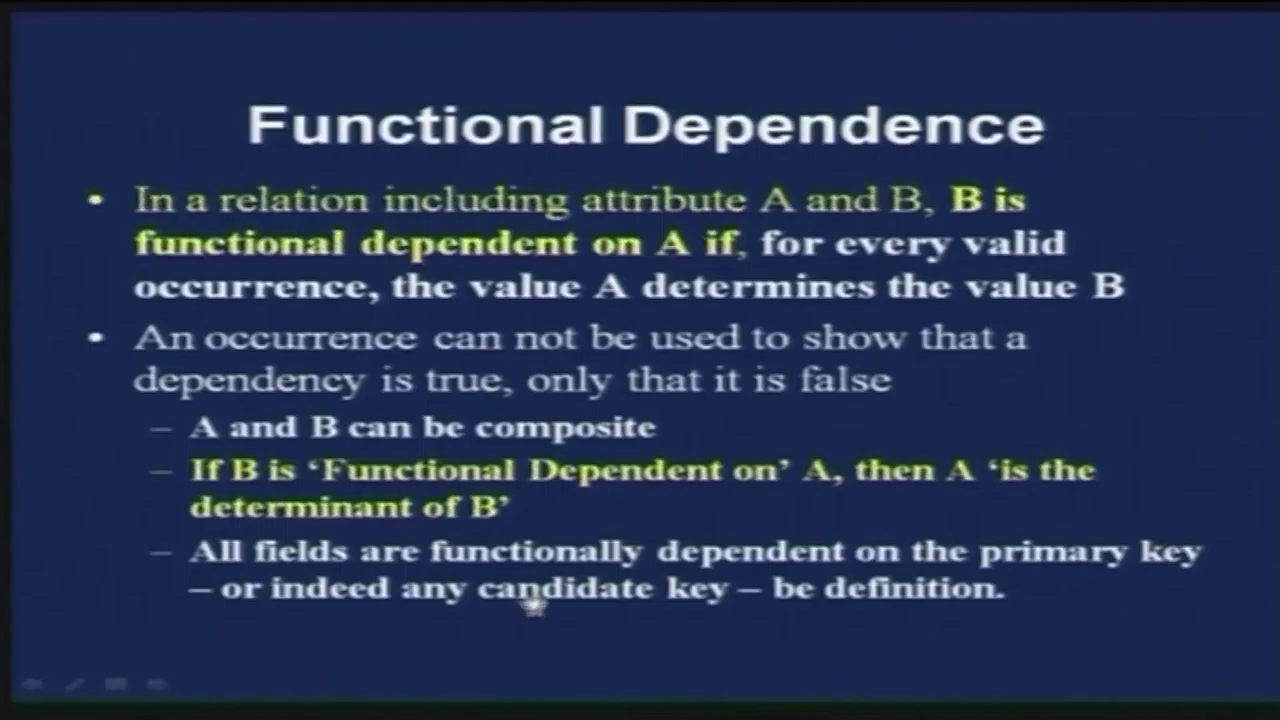 Functional Dependence
• In a relation including attribute A and B, B is
functional dependent on A if, for every valid
occurrence, the value A determines the value B
• An occurrence can not be used to show that a
dependency is true, only that it is false
– A and B can be composite
– If B is ‘Functional Dependent on’ A, then A ‘is the
determinant of B’
– All fields are functionally dependent on the primary key
– or indeed any candidate key – be definition.